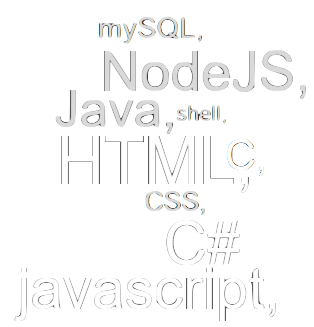 mySQL,
NodeJS,
Java, shell,
HTML, C,
css,
C#
javascript,